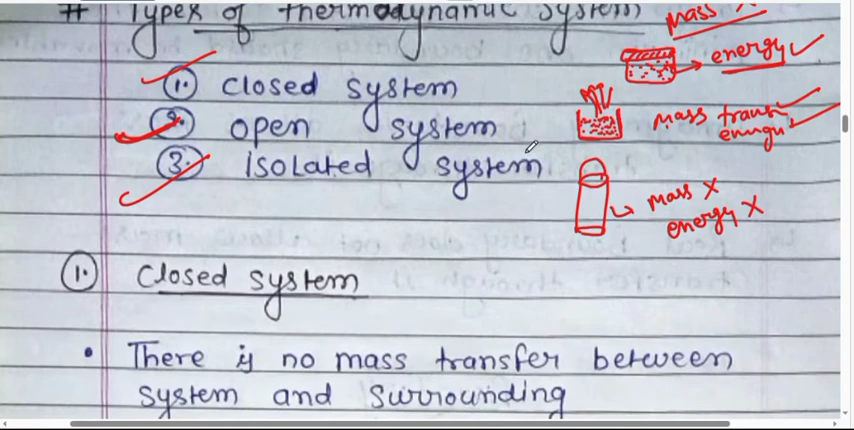 # Types of thermodynamic system
mass X
energy ✓
1. closed system
2. open system
mass trans ✓
3. isolated system
mass X
energy X
1. closed system
• There is no mass transfer between
system and surrounding